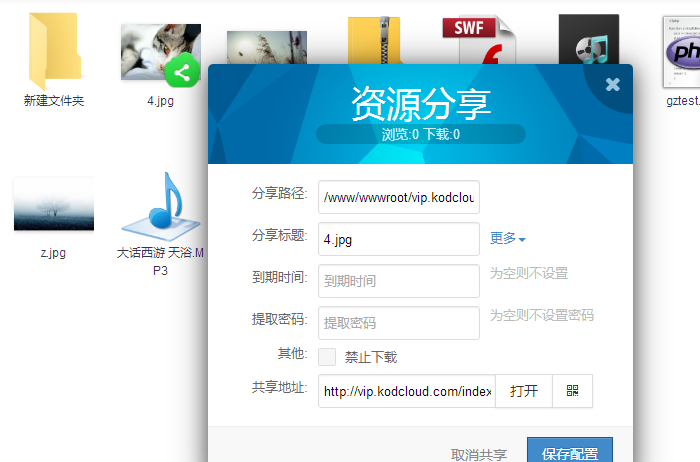 SWF
php
新建文件夹
4.jpg
gztest.
资源分享
浏览:0 下载:0
分享路径:
/www/wwwroot/vip.kodclou
分享标题:
4.jpg
更多
z.jpg
大话西游 天浴.M
P3
到期时间:
到期时间
为空则不设置
提取密码:
提取密码
为空则不设置密码
其他:
禁止下载
共享地址:
http://vip.kodcloud.com/index
打开
取消共享
保存配置